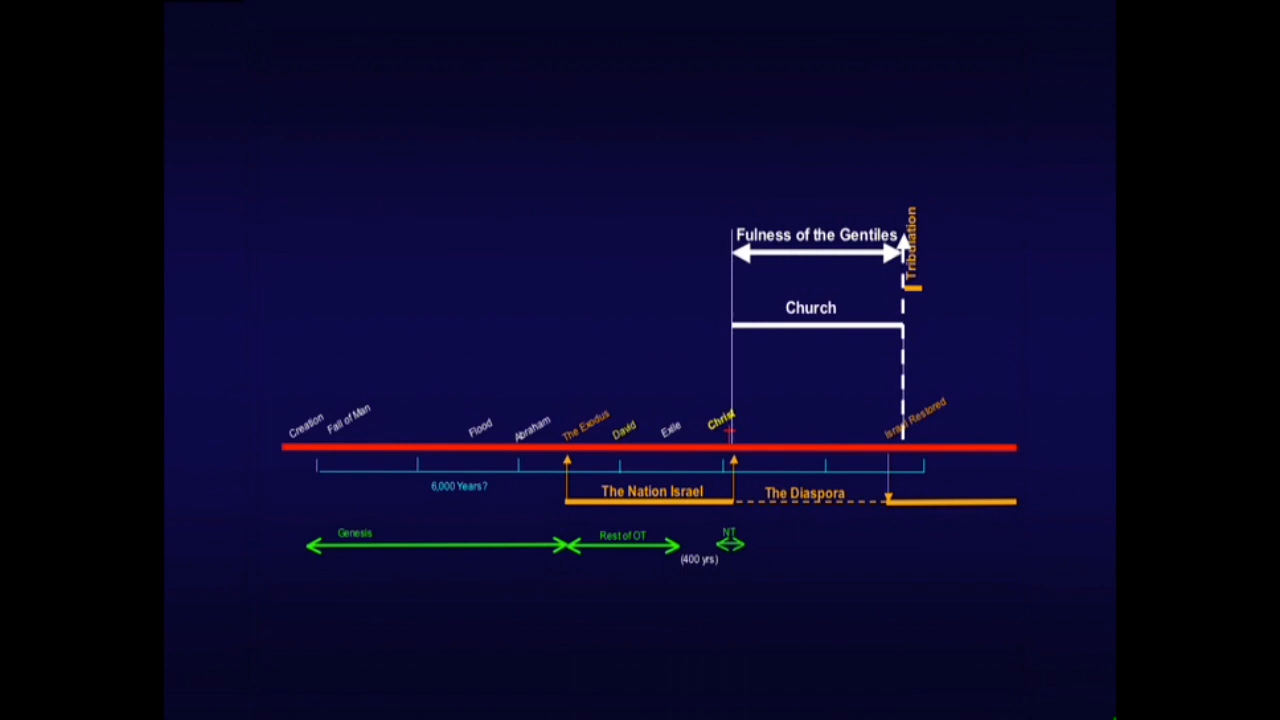 Fulness of the Gentiles
Tribulation
Church
Creation
Fall of Man
Flood
Abraham
The Exodus
David
Exile
Christ
Israel Restored
6,000 Years?
The Nation Israel
The Diaspora
Genesis
Rest of OT
NT
(400 yrs)